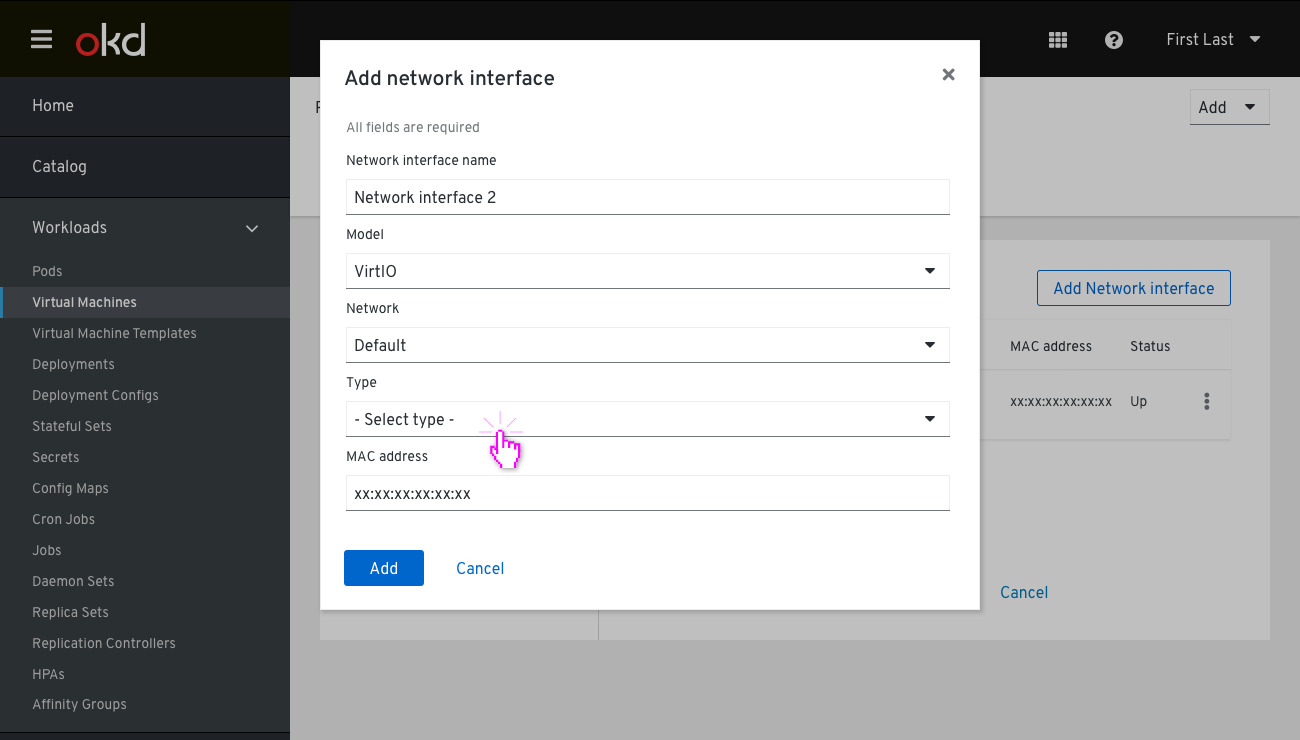 okd
First Last
Home
Catalog
Workloads
Pods
Virtual Machines
Virtual Machine Templates
Deployments
Deployment Configs
Stateful Sets
Secrets
Config Maps
Cron Jobs
Jobs
Daemon Sets
Replica Sets
Replication Controllers
HPAs
Affinity Groups
Add network interface
All fields are required
Network interface name
Network interface 2
Model
VirtIO
Network
Default
Type
- Select type -
MAC address
xx:xx:xx:xx:xx:xx
Add
Cancel
Add
Add Network interface
MAC address Status
xx:xx:xx:xx:xx:xx Up
Cancel